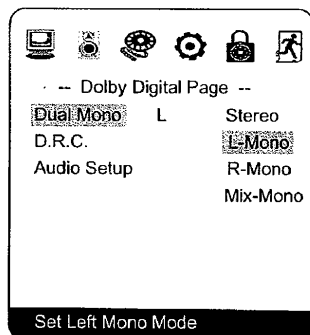 -- Dolby Digital Page --
Dual Mono L Stereo
D.R.C. L-Mono
Audio Setup R-Mono
Mix-Mono
Set Left Mono Mode